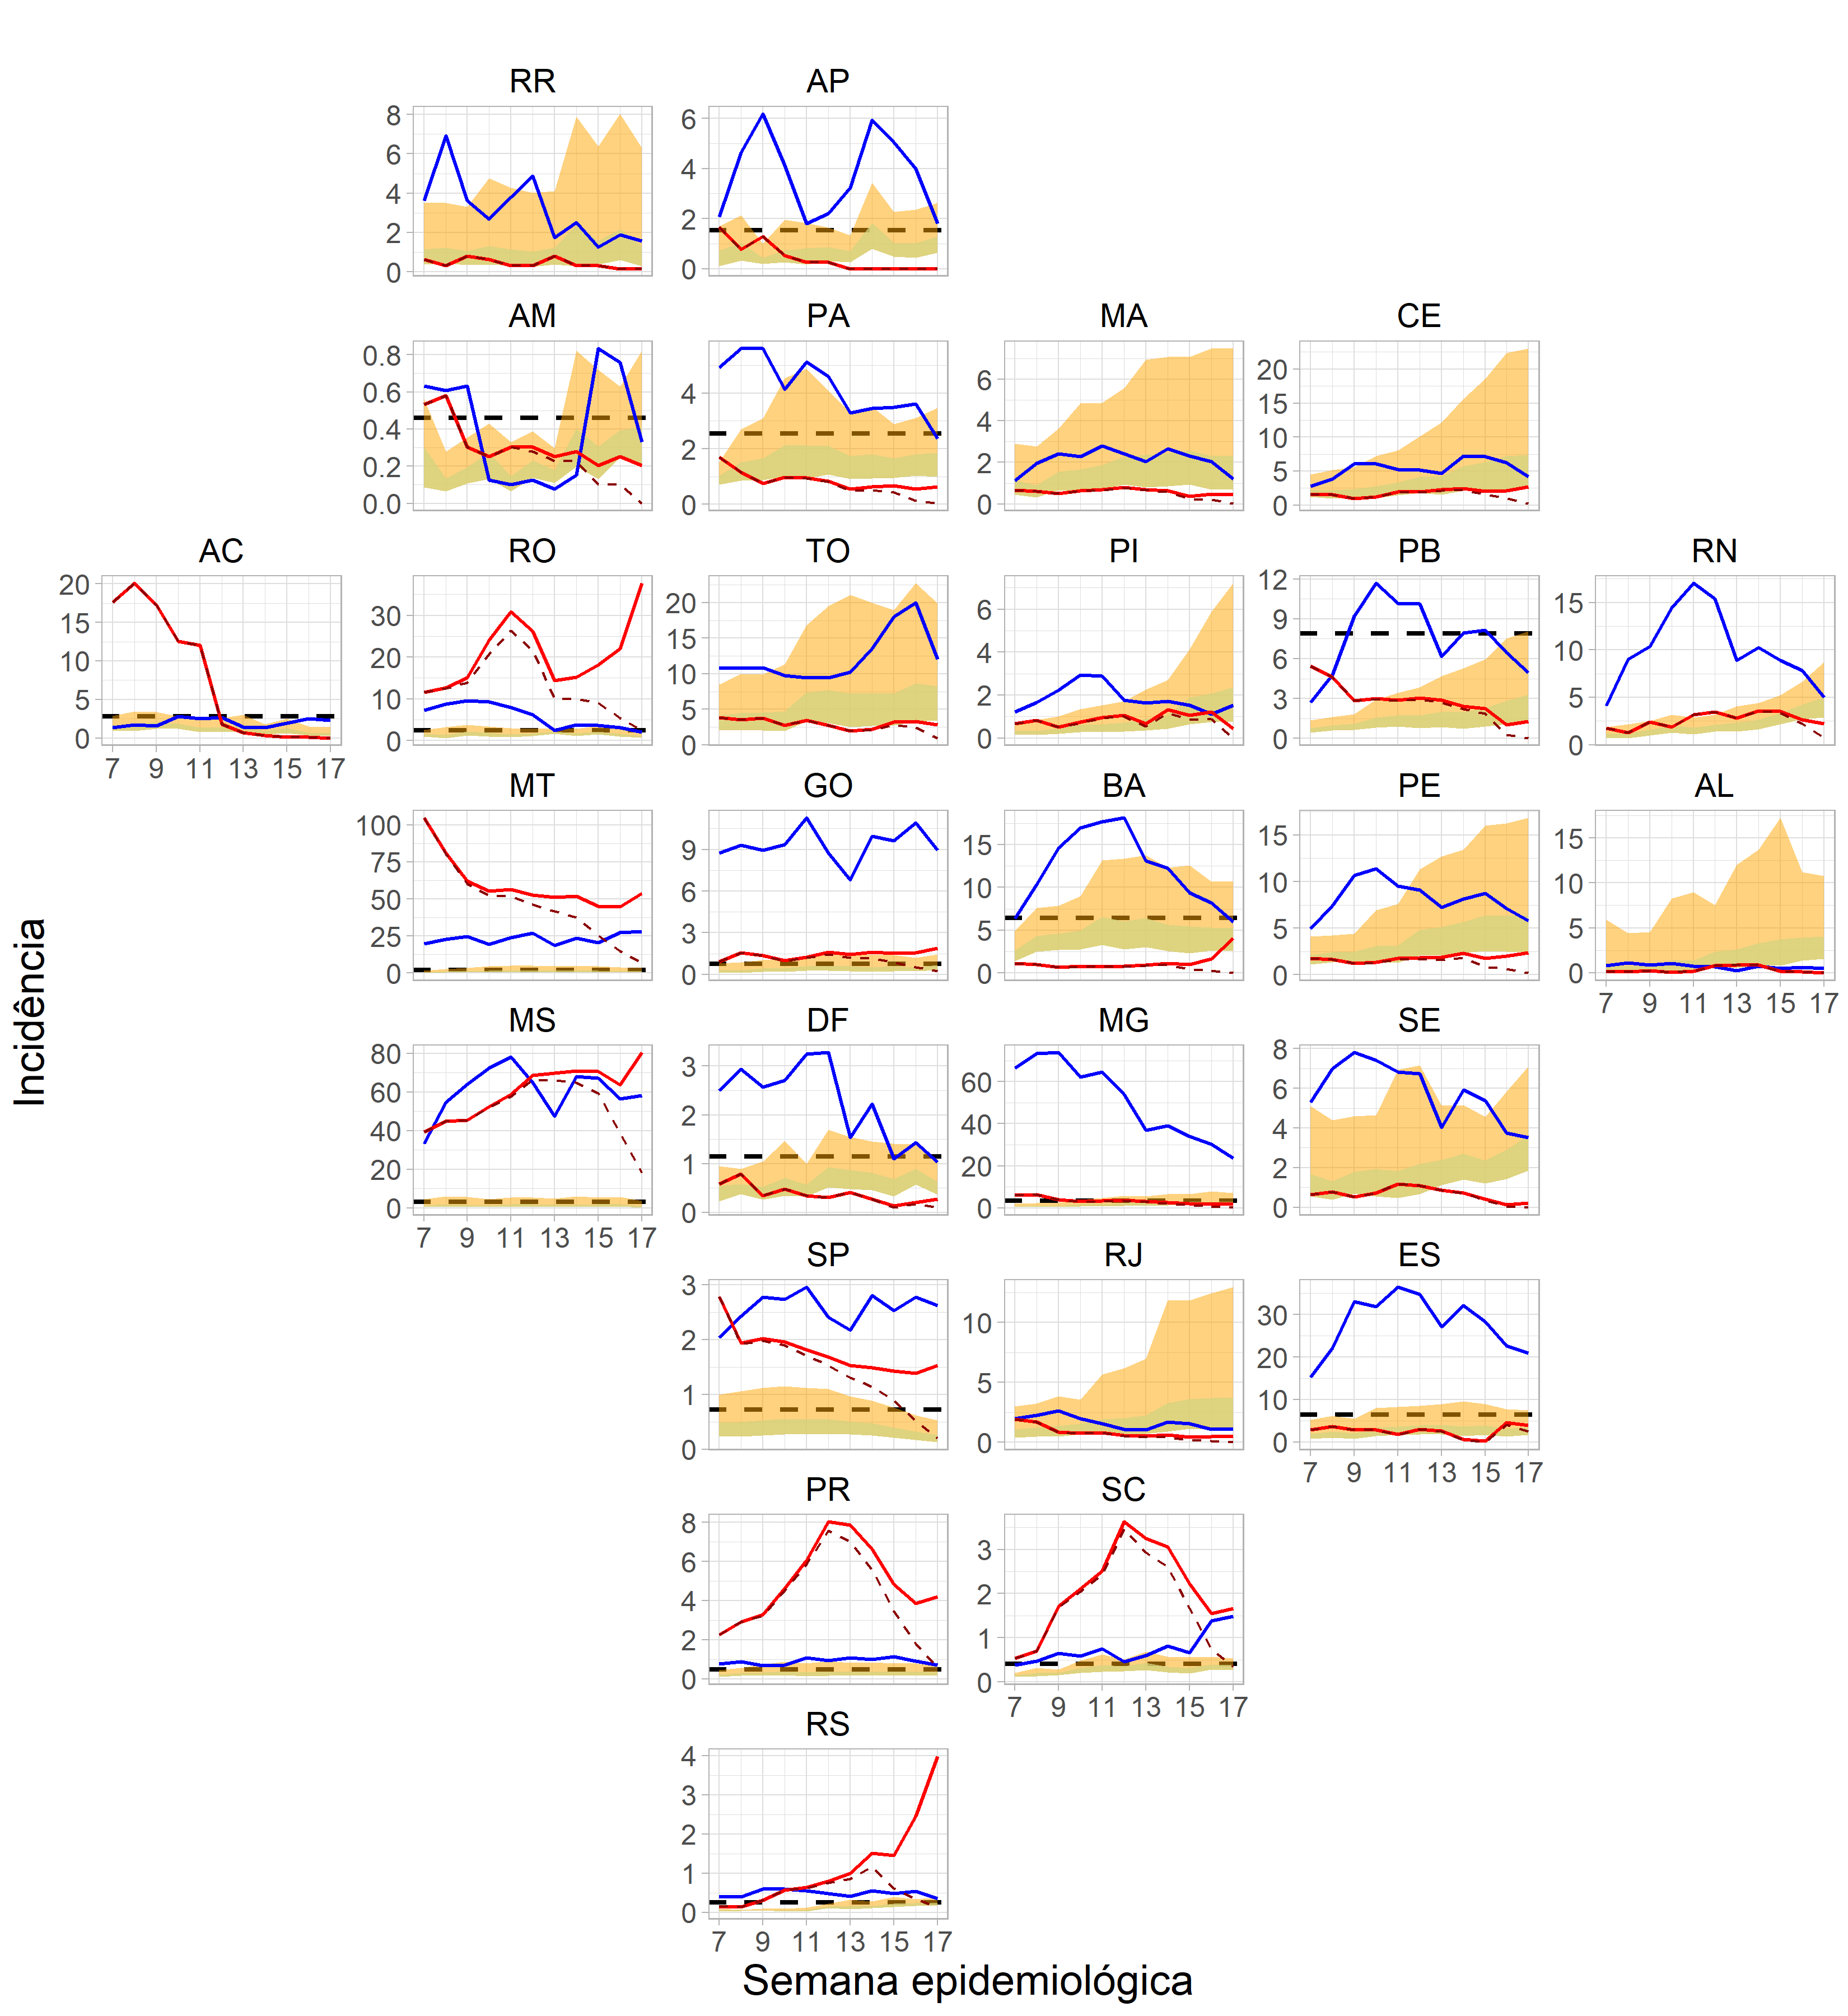 RR AP
8 6 4 2 0
6 4 2 0
AM PA MA CE
0.8 0.6 0.4 0.2 0.0
4 2 0
6 4 2 0
20 15 10 5 0
AC RO TO PI PB RN
20 15 10 5 0
30 20 10 0
20 15 10 5 0
6 4 2 0
12 9 6 3 0
15 10 5 0
7 9 11 13 15 17
MT GO BA PE AL
100 75 50 25 0
9 6 3 0
15 10 5 0
15 10 5 0
15 10 5 0
7 9 11 13 15 17
MS DF MG SE
80 60 40 20 0
3 2 1 0
60 40 20 0
8 6 4 2 0
7 9 11 13 15 17
SP RJ ES
3 2 1 0
10 5 0
30 20 10 0
7 9 11 13 15 17
PR SC
8 6 4 2 0
3 2 1 0
7 9 11 13 15 17
RS
4 3 2 1 0
7 9 11 13 15 17
Incidência
Semana epidemiológica